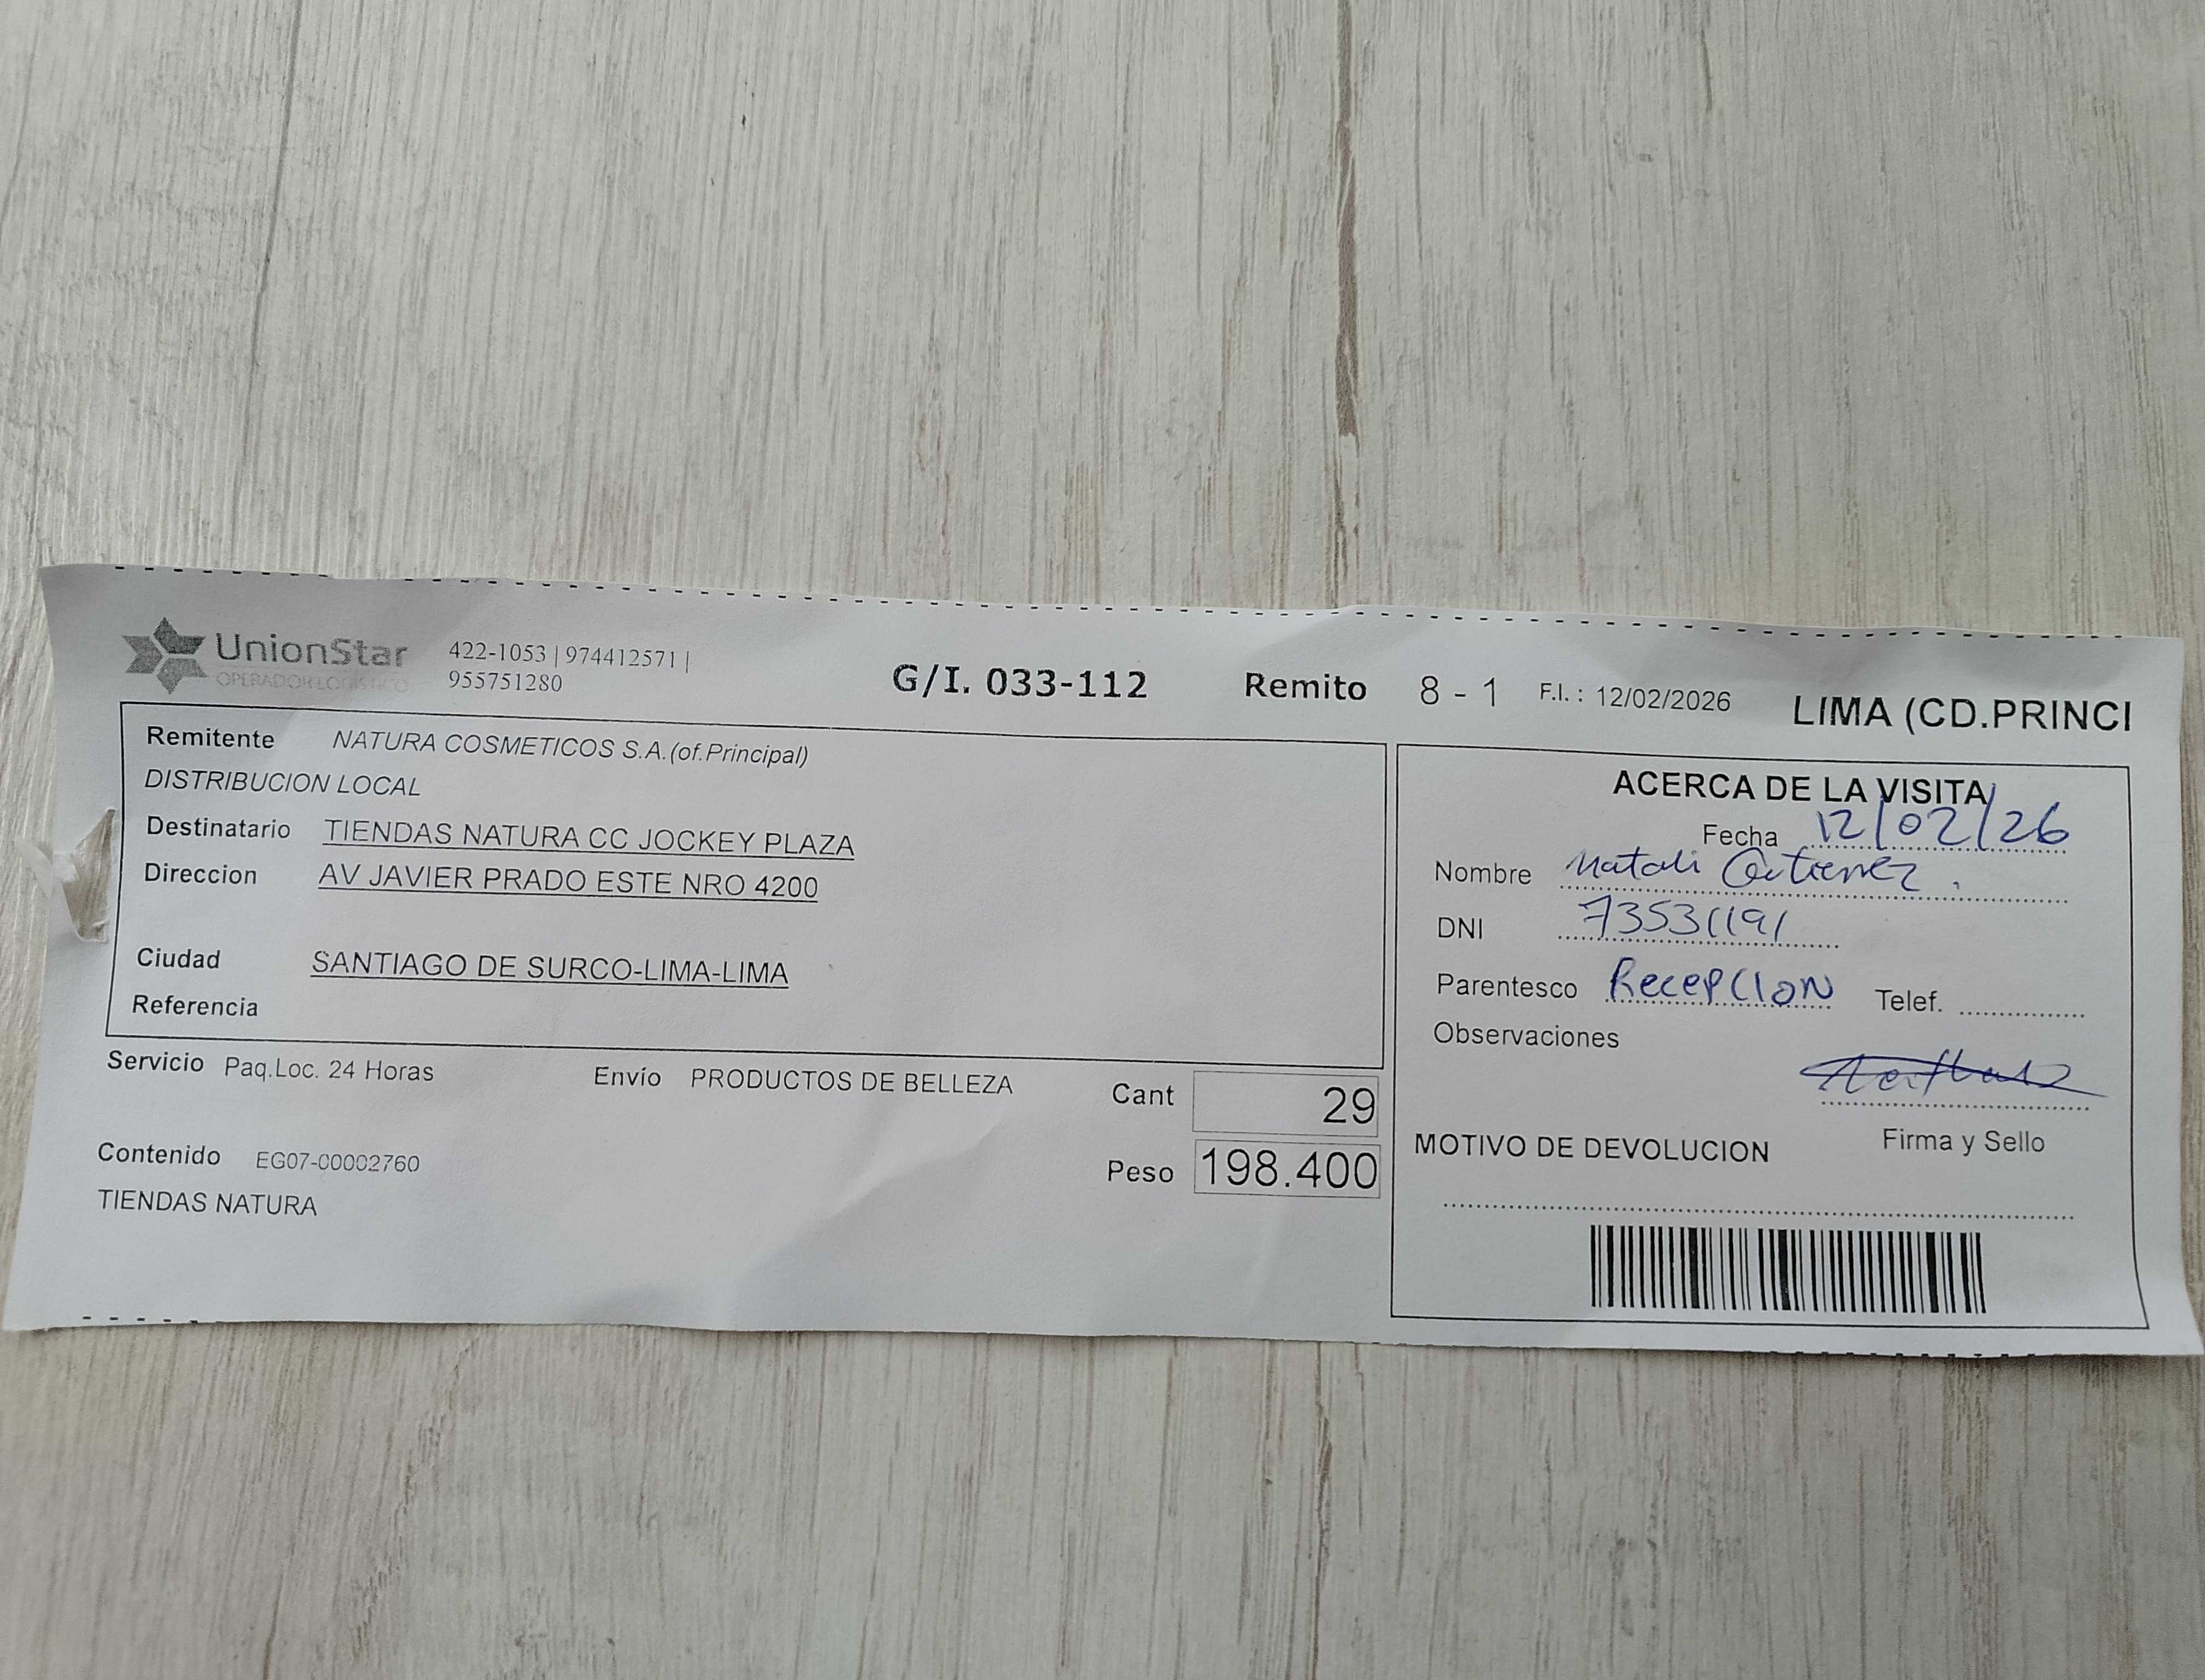 UnionStar
OPERADOR LOGISTICO
422-1053 | 974412571 |
955751280
G/I. 033-112 Remito 8 - 1 F.I. : 12/02/2026 LIMA (CD.PRINCI
Remitente NATURA COSMETICOS S.A.(of.Principal)
DISTRIBUCION LOCAL
Destinatario TIENDAS NATURA CC JOCKEY PLAZA
Direccion AV JAVIER PRADO ESTE NRO 4200
Ciudad SANTIAGO DE SURCO-LIMA-LIMA
Referencia
Servicio Paq.Loc. 24 Horas Envío PRODUCTOS DE BELLEZA Cant 29
Contenido EG07-00002760 Peso 198.400
TIENDAS NATURA
ACERCA DE LA VISITA
Fecha 12/02/26
Nombre Natali Gutierrez.
DNI 73531191
Parentesco Recepcion Telef.
Observaciones
Firma y Sello
MOTIVO DE DEVOLUCION